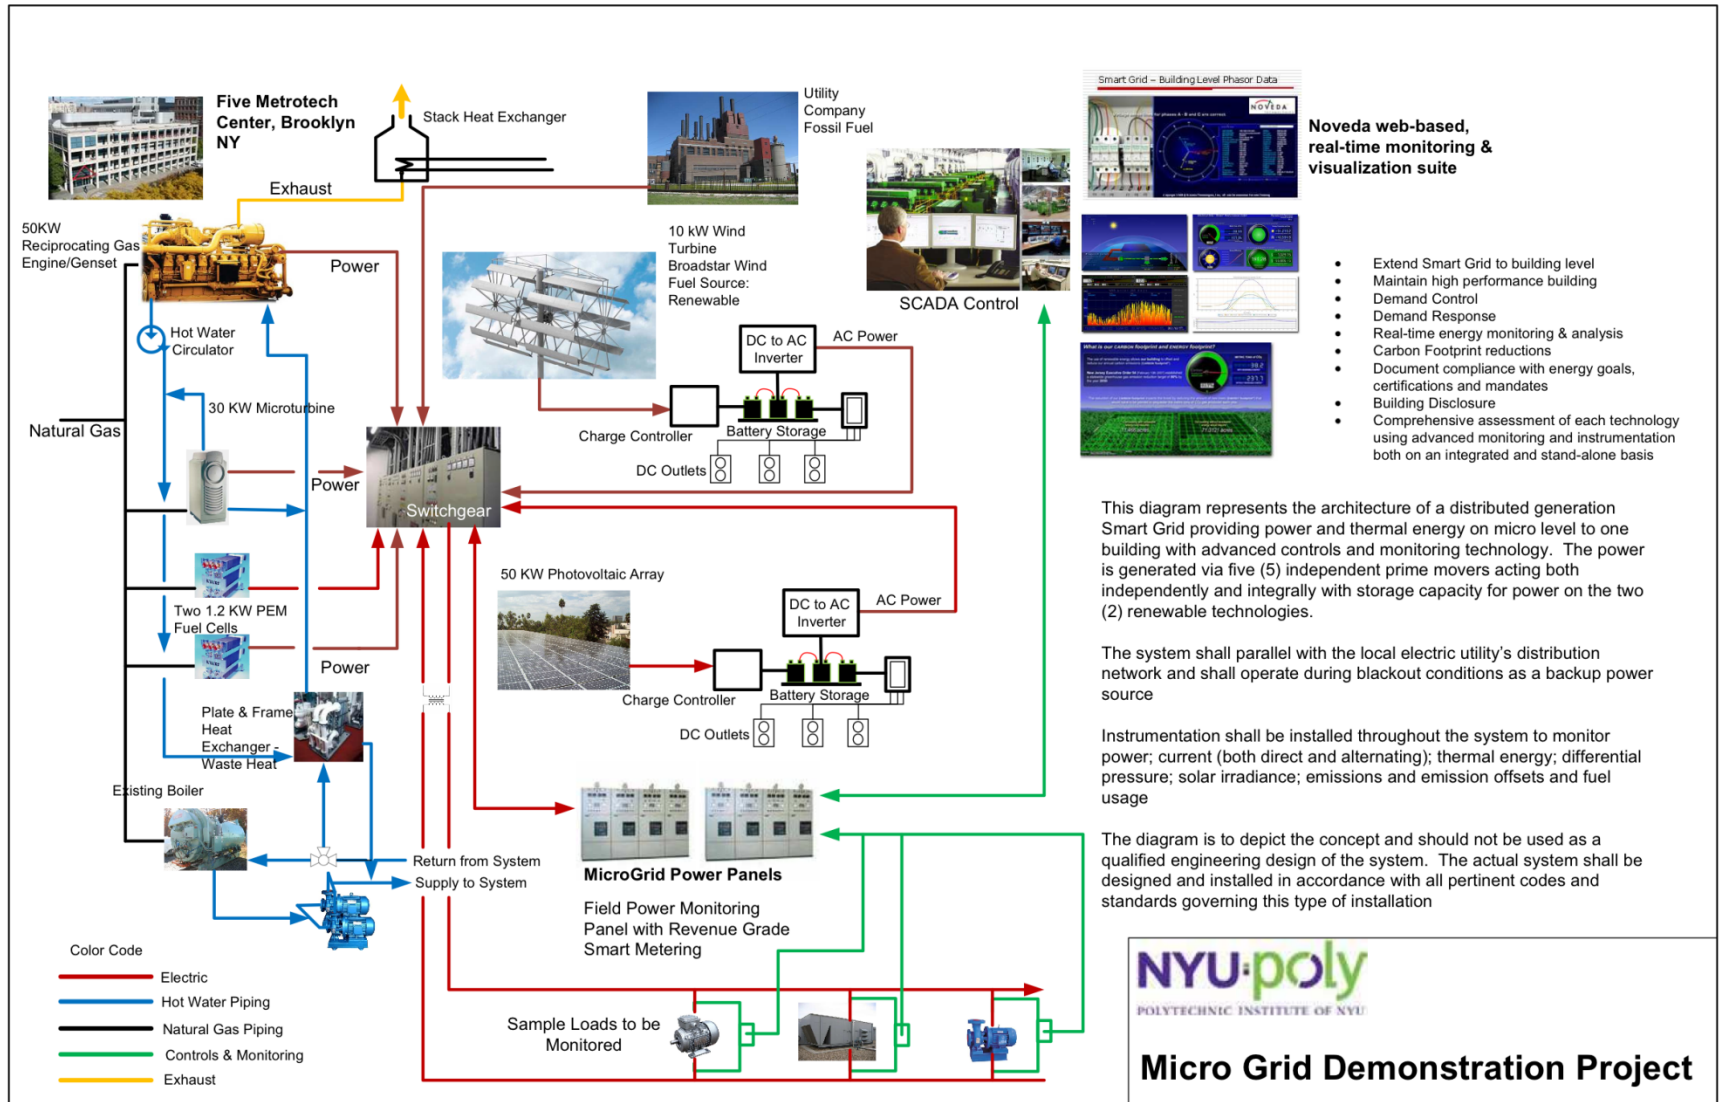 Five Metrotech
Center, Brooklyn
NY
Stack Heat Exchanger
Utility
Company
Fossil Fuel
Exhaust
50KW
Reciprocating Gas
Engine/Genset
Power
10 kW Wind
Turbine
Broadstar Wind
Fuel Source:
Renewable
SCADA Control
Hot Water
Circulator
DC to AC
Inverter
AC Power
30 KW Microturbine
Natural Gas
Charge Controller
Battery Storage
DC Outlets
Power
Switchgear
50 KW Photovoltaic Array
DC to AC
Inverter
AC Power
Two 1.2 KW PEM
Fuel Cells
Power
Charge Controller
Battery Storage
DC Outlets
Plate & Frame
Heat
Exchanger -
Waste Heat
Existing Boiler
Return from System
Supply to System
MicroGrid Power Panels
Field Power Monitoring
Panel with Revenue Grade
Smart Metering
Sample Loads to be
Monitored
Color Code
Electric
Hot Water Piping
Natural Gas Piping
Controls & Monitoring
Exhaust
Smart Grid – Building Level Phasor Data
NOVEDA
for phases A - B and C are correct
Noveda web-based,
real-time monitoring &
visualization suite
What is our CARBON footprint and ENERGY footprint?
• Extend Smart Grid to building level
• Maintain high performance building
• Demand Control
• Demand Response
• Real-time energy monitoring & analysis
• Carbon Footprint reductions
• Document compliance with energy goals,
certifications and mandates
• Building Disclosure
• Comprehensive assessment of each technology
using advanced monitoring and instrumentation
both on an integrated and stand-alone basis
This diagram represents the architecture of a distributed generation
Smart Grid providing power and thermal energy on micro level to one
building with advanced controls and monitoring technology. The power
is generated via five (5) independent prime movers acting both
independently and integrally with storage capacity for power on the two
(2) renewable technologies.
The system shall parallel with the local electric utility’s distribution
network and shall operate during blackout conditions as a backup power
source
Instrumentation shall be installed throughout the system to monitor
power; current (both direct and alternating); thermal energy; differential
pressure; solar irradiance; emissions and emission offsets and fuel
usage
The diagram is to depict the concept and should not be used as a
qualified engineering design of the system. The actual system shall be
designed and installed in accordance with all pertinent codes and
standards governing this type of installation
NYU:poly
POLYTECHNIC INSTITUTE OF NYU
Micro Grid Demonstration Project